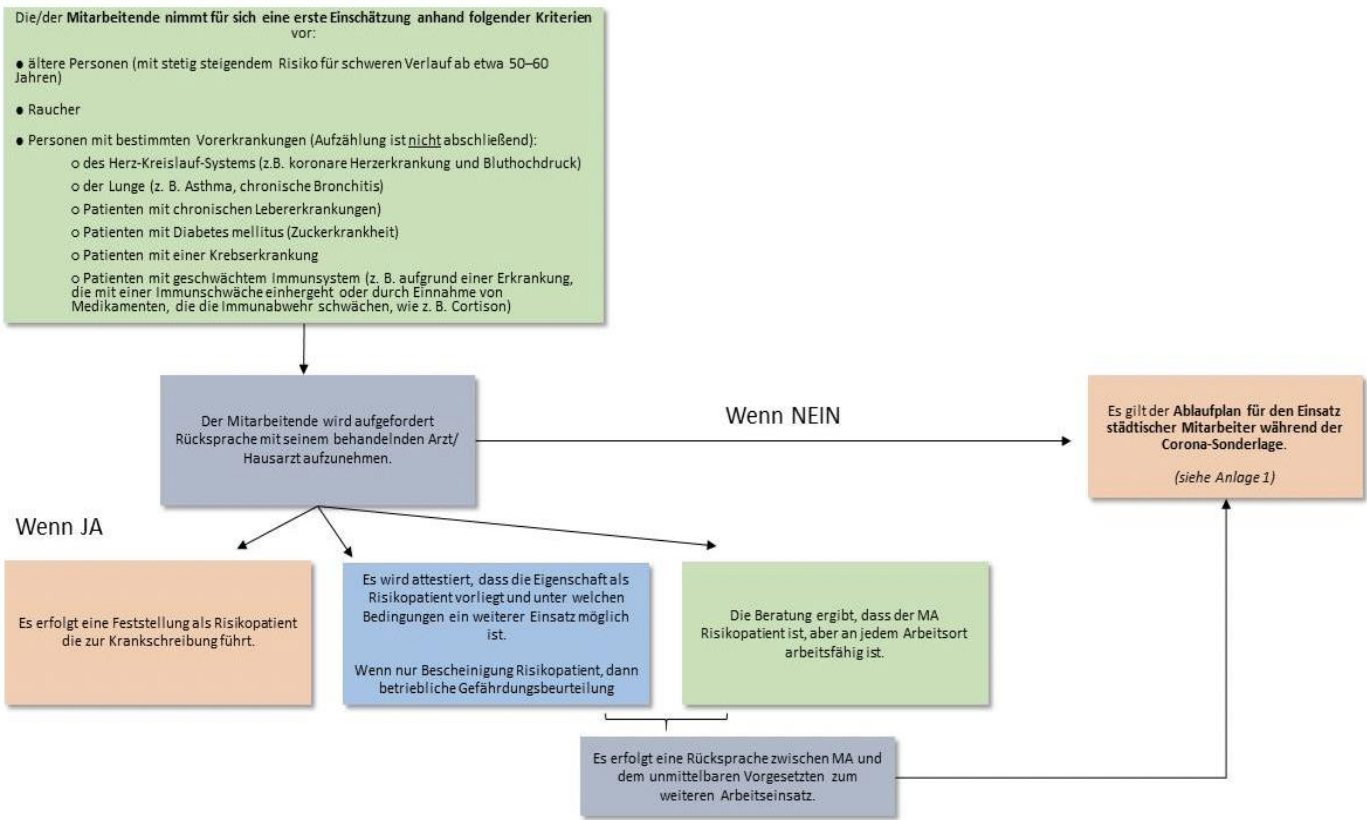 Die/der Mitarbeitende nimmt für sich eine erste Einschätzung anhand folgender Kriterien
vor:
● ältere Personen (mit stetig steigendem Risiko für schweren Verlauf ab etwa 50–60
Jahren)
● Raucher
● Personen mit bestimmten Vorerkrankungen (Aufzählung ist nicht abschließend):
o des Herz-Kreislauf-Systems (z.B. koronare Herzerkrankung und Bluthochdruck)
o der Lunge (z. B. Asthma, chronische Bronchitis)
o Patienten mit chronischen Lebererkrankungen)
o Patienten mit Diabetes mellitus (Zuckerkrankheit)
o Patienten mit einer Krebserkrankung
o Patienten mit geschwächtem Immunsystem (z. B. aufgrund einer Erkrankung,
die mit einer Immunschwäche einhergeht oder durch Einnahme von
Medikamenten, die die Immunabwehr schwächen, wie z. B. Cortison)
Der Mitarbeitende wird aufgefordert
Rücksprache mit seinem behandelnden Arzt/
Hausarzt aufzunehmen.
Wenn NEIN
Es gilt der Ablaufplan für den Einsatz
städtischer Mitarbeiter während der
Corona-Sonderlage.
(siehe Anlage 1)
Wenn JA
Es erfolgt eine Feststellung als Risikopatient
die zur Krankschreibung führt.
Es wird attestiert, dass die Eigenschaft als
Risikopatient vorliegt und unter welchen
Bedingungen ein weiterer Einsatz möglich
ist.
Wenn nur Bescheinigung Risikopatient, dann
betriebliche Gefährdungsbeurteilung
Die Beratung ergibt, dass der MA
Risikopatient ist, aber an jedem Arbeitsort
arbeitsfähig ist.
Es erfolgt eine Rücksprache zwischen MA und
dem unmittelbaren Vorgesetzten zum
weiteren Arbeitseinsatz.